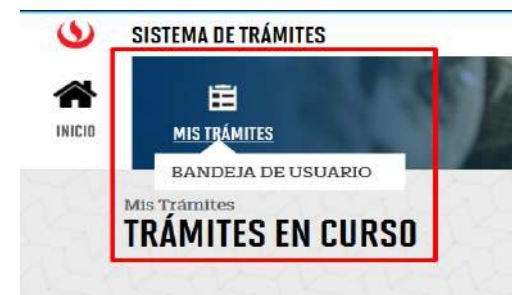 SISTEMA DE TRÁMITES
INICIO
MIS TRÁMITES
BANDEJA DE USUARIO
Mis Trámites
TRÁMITES EN CURSO